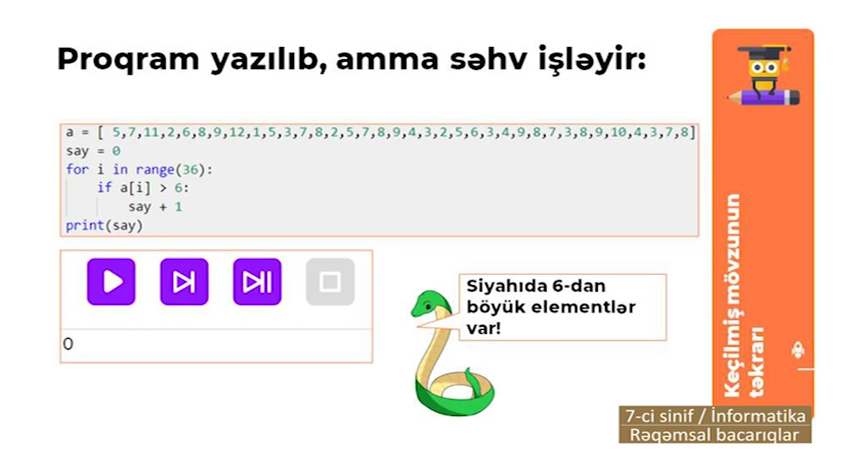 Proqram yazılıb, amma səhv işləyir:
a = [ 5,7,11,2,6,8,9,12,1,5,3,7,8,2,5,7,8,9,4,3,2,5,6,3,4,9,8,7,3,8,9,10,4,3,7,8]
say = 0
for i in range(36):
    if a[i] > 6:
        say + 1
print(say)
0
Siyahıda 6-dan
böyük elementlər
var!
Keçilmiş mövzunun
təkrarı
7-ci sinif / İnformatika
Rəqəmsal bacarıqlar